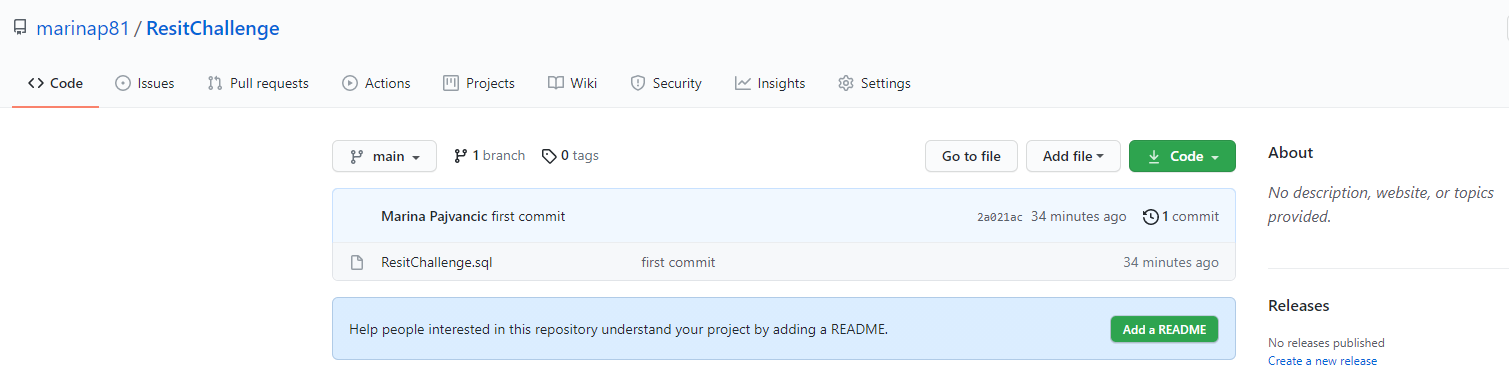 marinap81 / ResitChallenge
Code Issues Pull requests Actions Projects Wiki Security Insights Settings
main 1 branch 0 tags Go to file Add file Code
Marina Pajvancic first commit 2a021ac 34 minutes ago 1 commit
ResitChallenge.sql first commit 34 minutes ago
Help people interested in this repository understand your project by adding a README. Add a README
About
No description, website, or topics
provided.
Releases
No releases published
Create a new release